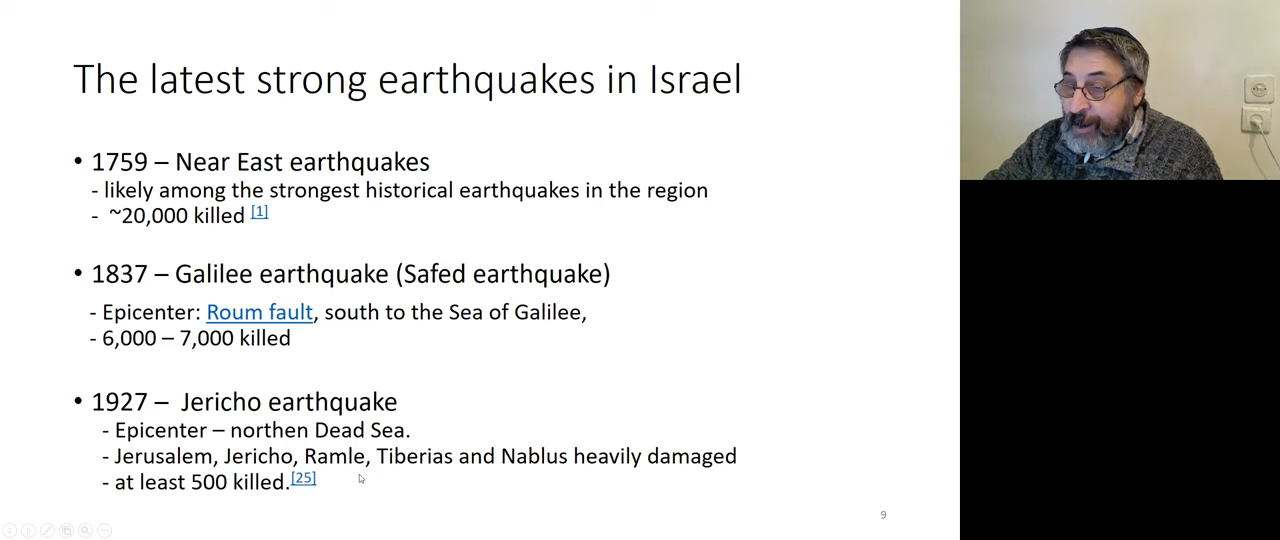 The latest strong earthquakes in Israel
• 1759 – Near East earthquakes
- likely among the strongest historical earthquakes in the region
- ~20,000 killed [1]
• 1837 – Galilee earthquake (Safed earthquake)
- Epicenter: Roum fault, south to the Sea of Galilee,
- 6,000 – 7,000 killed
• 1927 – Jericho earthquake
- Epicenter – northen Dead Sea.
- Jerusalem, Jericho, Ramle, Tiberias and Nablus heavily damaged
- at least 500 killed.[25]
9